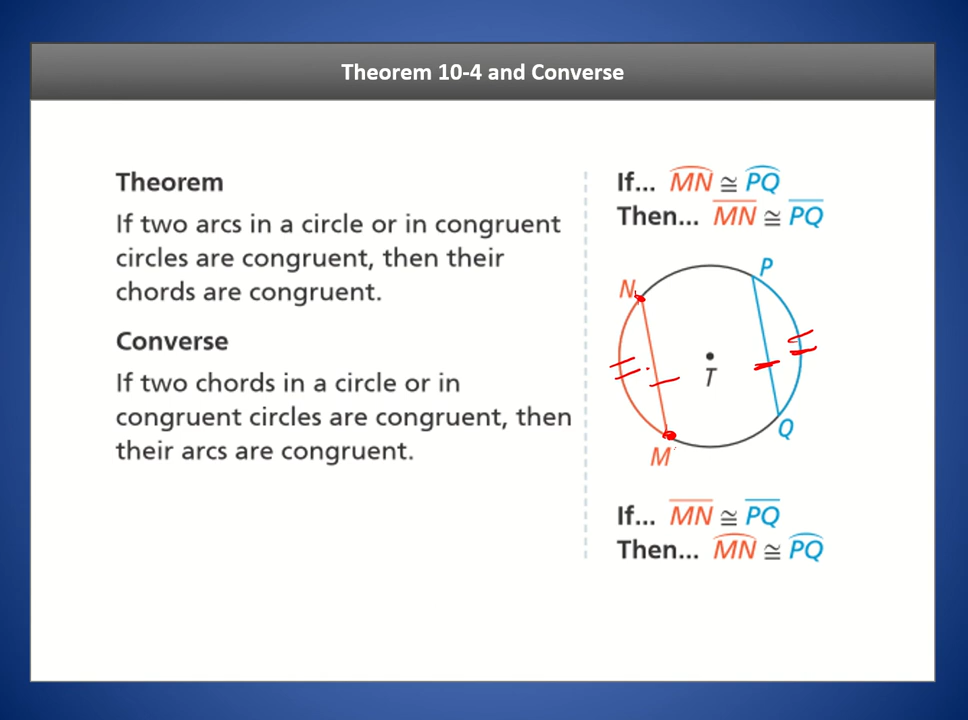 Theorem 10-4 and Converse
Theorem
If two arcs in a circle or in congruent
circles are congruent, then their
chords are congruent.
Converse
If two chords in a circle or in
congruent circles are congruent, then
their arcs are congruent.
If... MN ≅ PQ
Then... MN ≅ PQ
P
N
T
Q
M
If... MN ≅ PQ
Then... MN ≅ PQ